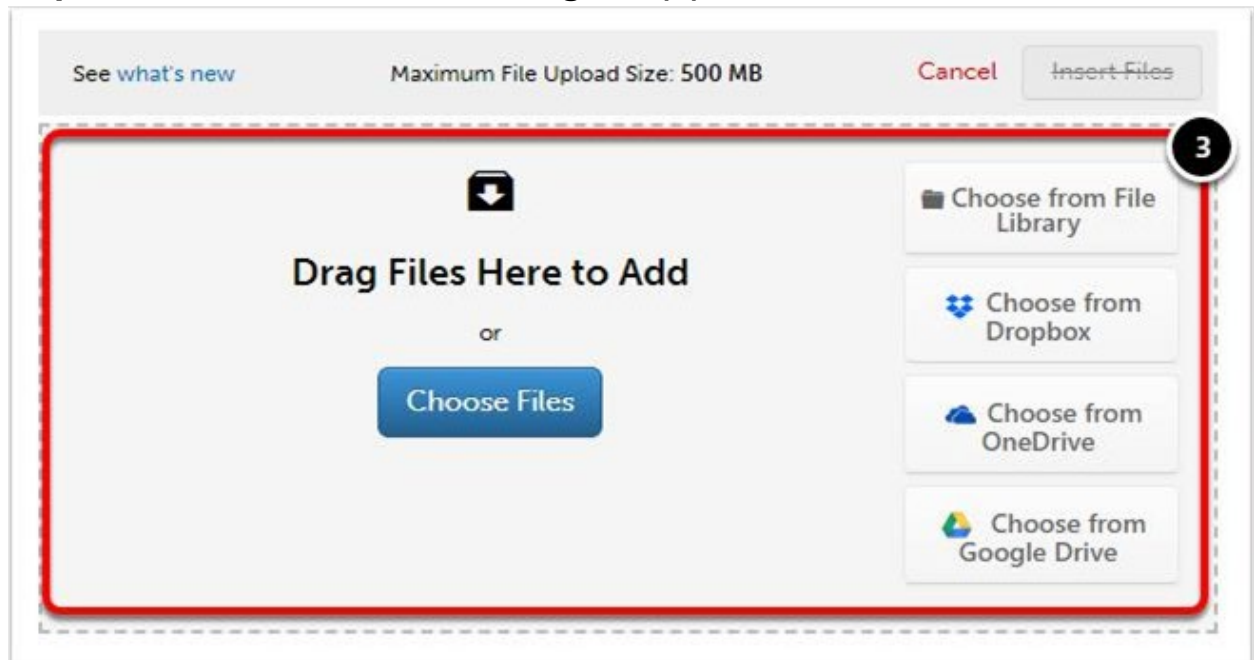 See what's new
Maximum File Upload Size: 500 MB
Cancel
Insert Files
3
Drag Files Here to Add
or
Choose Files
Choose from File
Library
Choose from
Dropbox
Choose from
OneDrive
Choose from
Google Drive